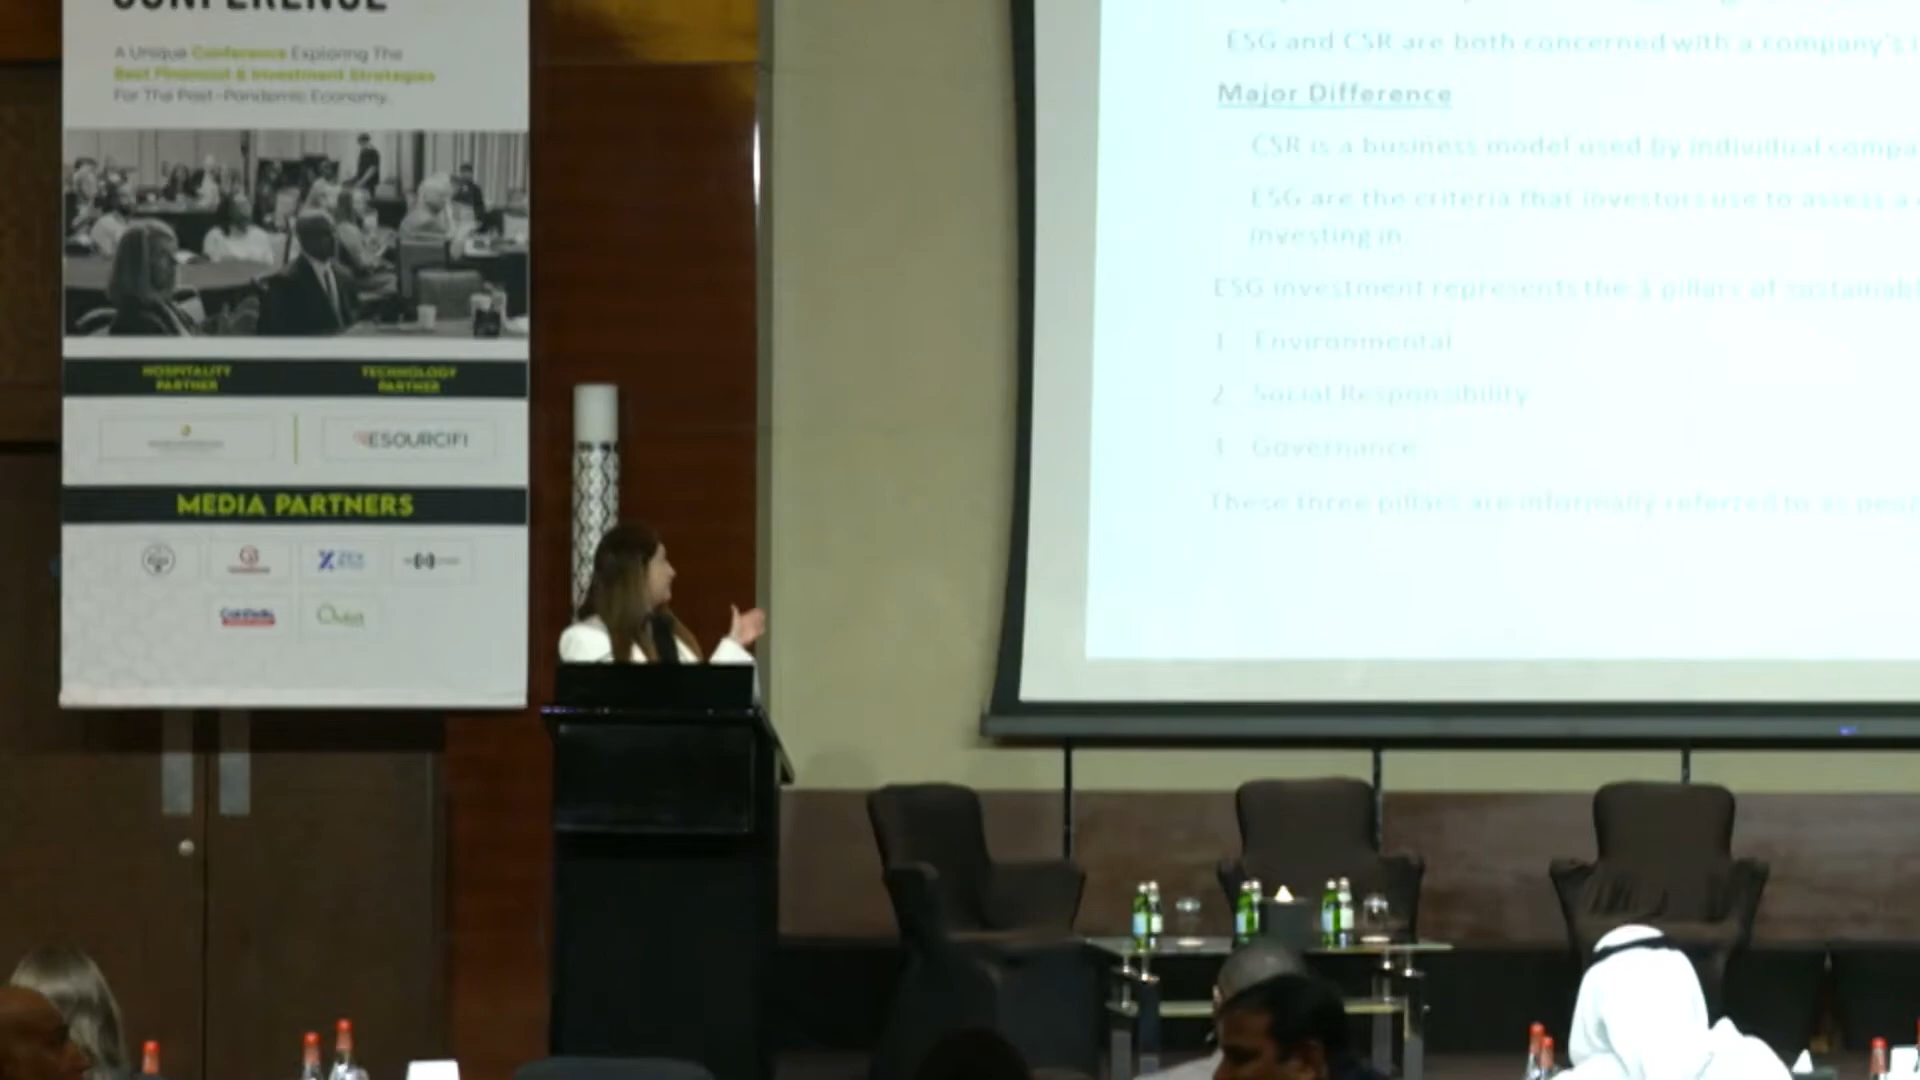 CONFERENCE
A Unique Conference Exploring The
Best Financial & Investment Strategies
For The Post-Pandemic Economy.
HOSPITALITY
PARTNER
TECHNOLOGY
PARTNER
RESOURCIFI
MEDIA PARTNERS
ESG and CSR are both concerned with a company's
Major Difference
CSR is a business model used by individual
ESG are the criteria that investors use to assess a
investing in
ESG investment represents the 3 pillars of
1 Environmental
2 Social Responsibility
3 Governance
These three pillars are informally referred to as